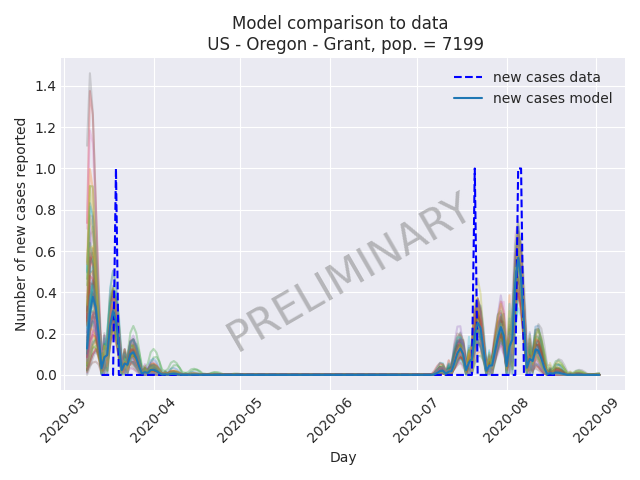 Model comparison to data
US - Oregon - Grant, pop. = 7199
new cases data
new cases model
Number of new cases reported
1.4
1.2
1.0
0.8
0.6
0.4
0.2
0.0
PRELIMINARY
2020-03
2020-04
2020-05
2020-06
2020-07
2020-08
2020-09
Day